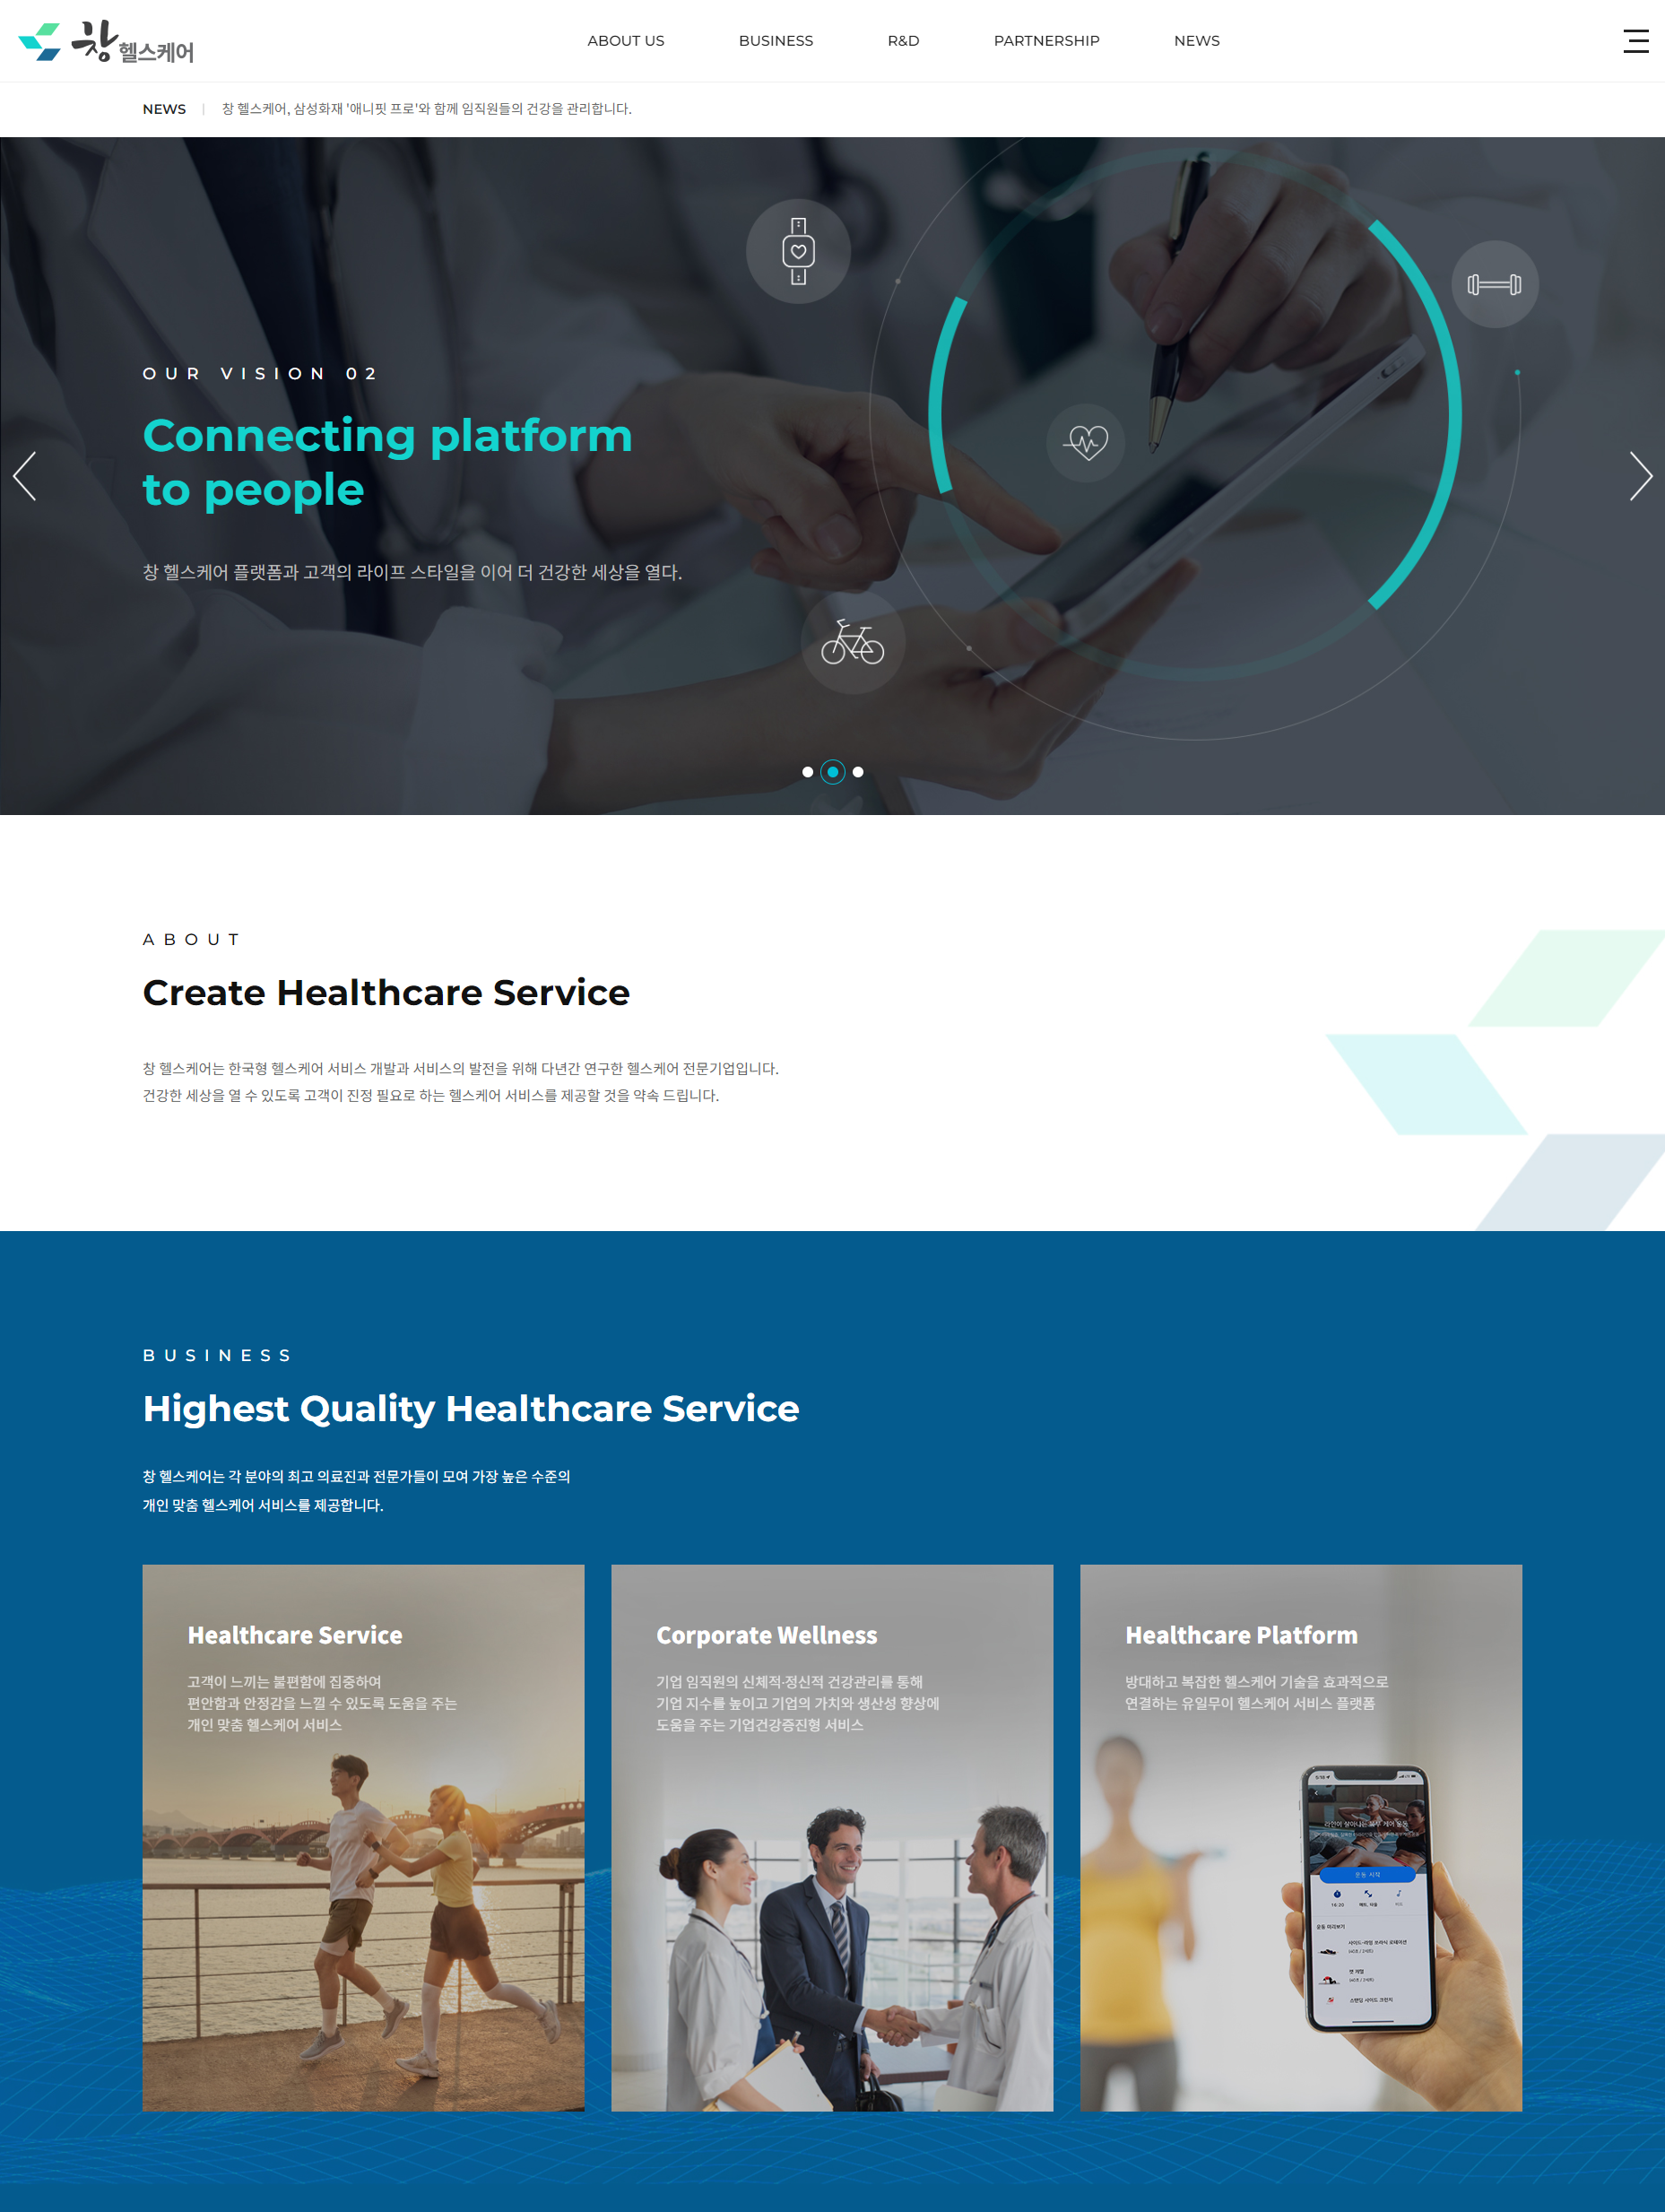 창 헬스케어
ABOUT US
BUSINESS
R&D
PARTNERSHIP
NEWS
NEWS
창 헬스케어, 삼성화재 '애니핏 프로'와 함께 임직원들의 건강을 관리합니다.
OUR VISION 02
Connecting platform
to people
창 헬스케어 플랫폼과 고객의 라이프 스타일을 이어 더 건강한 세상을 열다.
ABOUT
Create Healthcare Service
창 헬스케어는 한국형 헬스케어 서비스 개발과 서비스의 발전을 위해 다년간 연구한 헬스케어 전문기업입니다.
건강한 세상을 열 수 있도록 고객이 진정 필요로 하는 헬스케어 서비스를 제공할 것을 약속 드립니다.
BUSINESS
Highest Quality Healthcare Service
창 헬스케어는 각 분야의 최고 의료진과 전문가들이 모여 가장 높은 수준의
개인 맞춤 헬스케어 서비스를 제공합니다.
Healthcare Service
고객이 느끼는 불편함에 집중하여
편안함과 안정감을 느낄 수 있도록 도움을 주는
개인 맞춤 헬스케어 서비스
Corporate Wellness
기업 임직원의 신체적·정신적 건강관리를 통해
기업 지수를 높이고 기업의 가치와 생산성 향상에
도움을 주는 기업건강증진형 서비스
Healthcare Platform
방대하고 복잡한 헬스케어 기술을 효과적으로
연결하는 유일무이 헬스케어 서비스 플랫폼
운동 시작
운동 미리보기